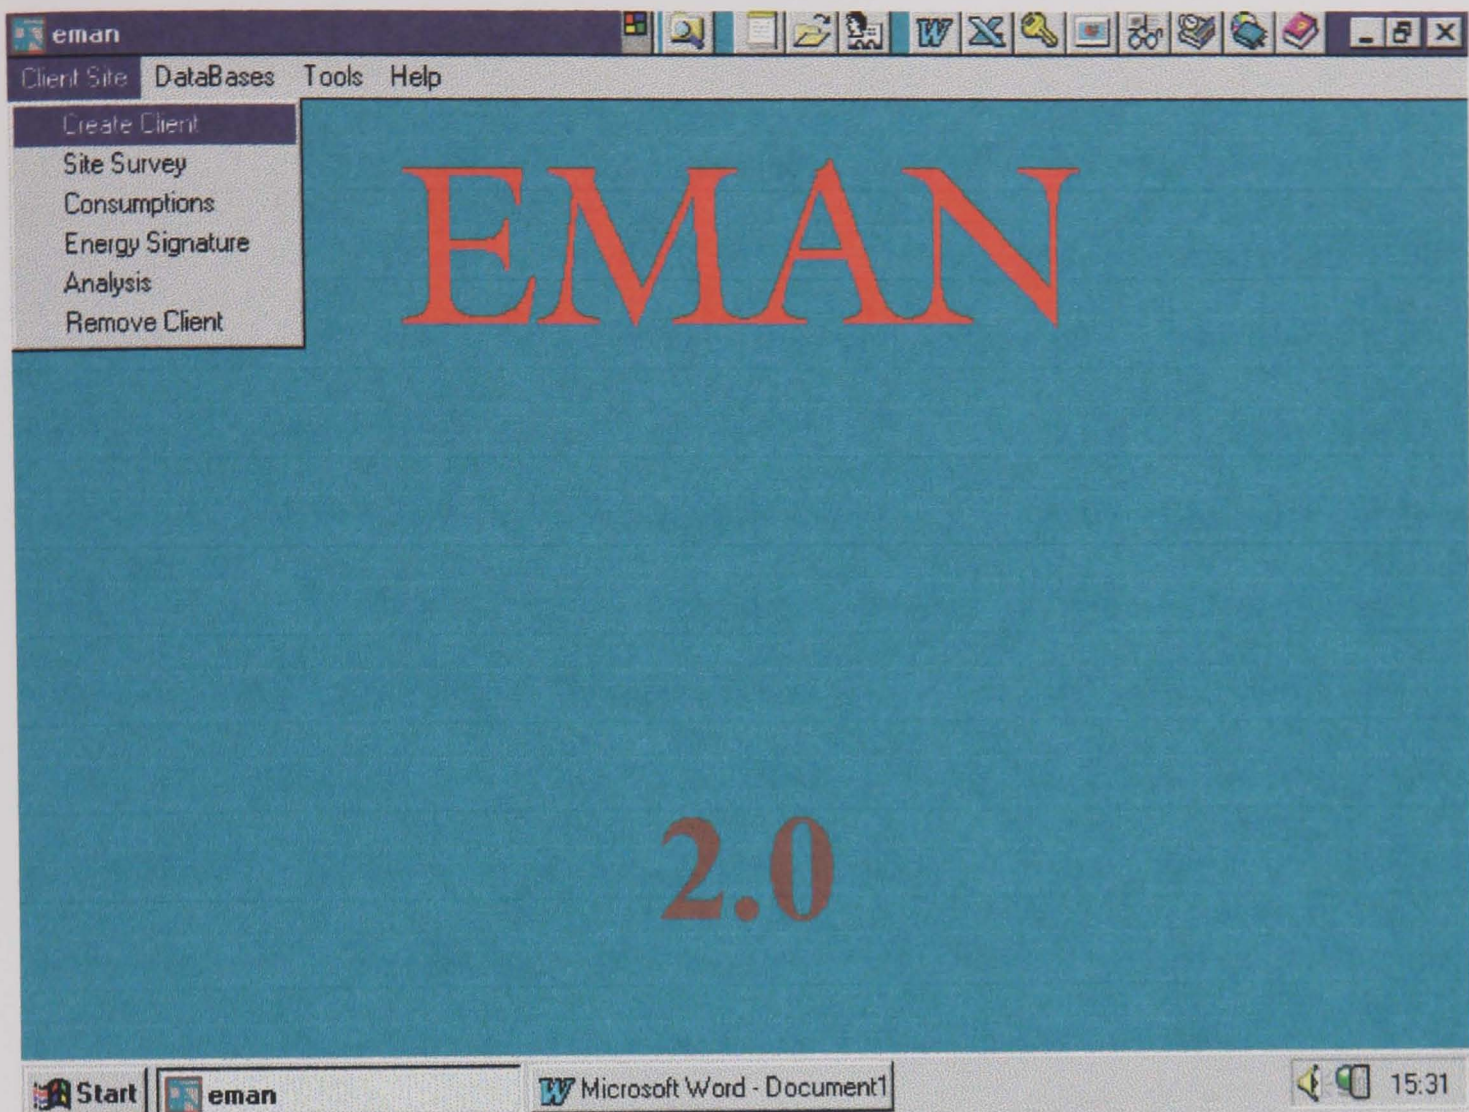 eman
Client Site DataBases Tools Help
Create Client
Site Survey
Consumptions
Energy Signature
Analysis
Remove Client
EMAN
2.0
Start eman Microsoft Word - Document1 15:31